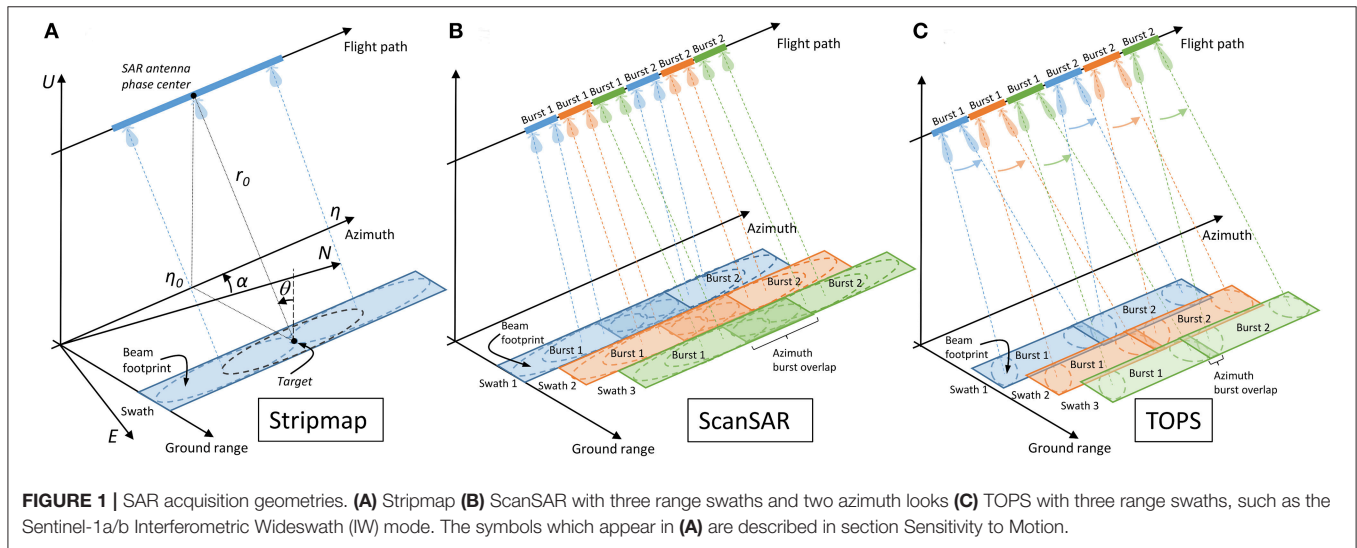 A
Flight path
SAR antenna
phase center
U
r0
η
Azimuth
N
η0
α
θ
Beam
footprint
Target
Swath
E
Ground range
Stripmap
B
Flight path
Burst 1
Burst 1
Burst 1
Burst 2
Burst 2
Burst 2
Azimuth
Burst 2
Burst 2
Burst 2
Beam
footprint
Burst 1
Burst 1
Burst 1
Azimuth
burst overlap
Swath 1
Swath 2
Swath 3
ScanSAR
Ground range
C
Flight path
Burst 1
Burst 1
Burst 1
Burst 2
Burst 2
Burst 2
Azimuth
Burst 2
Burst 2
Burst 2
Beam
footprint
Burst 1
Burst 1
Burst 1
Azimuth
burst overlap
Swath 1
Swath 2
Swath 3
TOPS
Ground range
FIGURE 1 | SAR acquisition geometries. (A) Stripmap (B) ScanSAR with three range swaths and two azimuth looks (C) TOPS with three range swaths, such as the
Sentinel-1a/b Interferometric Wideswath (IW) mode. The symbols which appear in (A) are described in section Sensitivity to Motion.